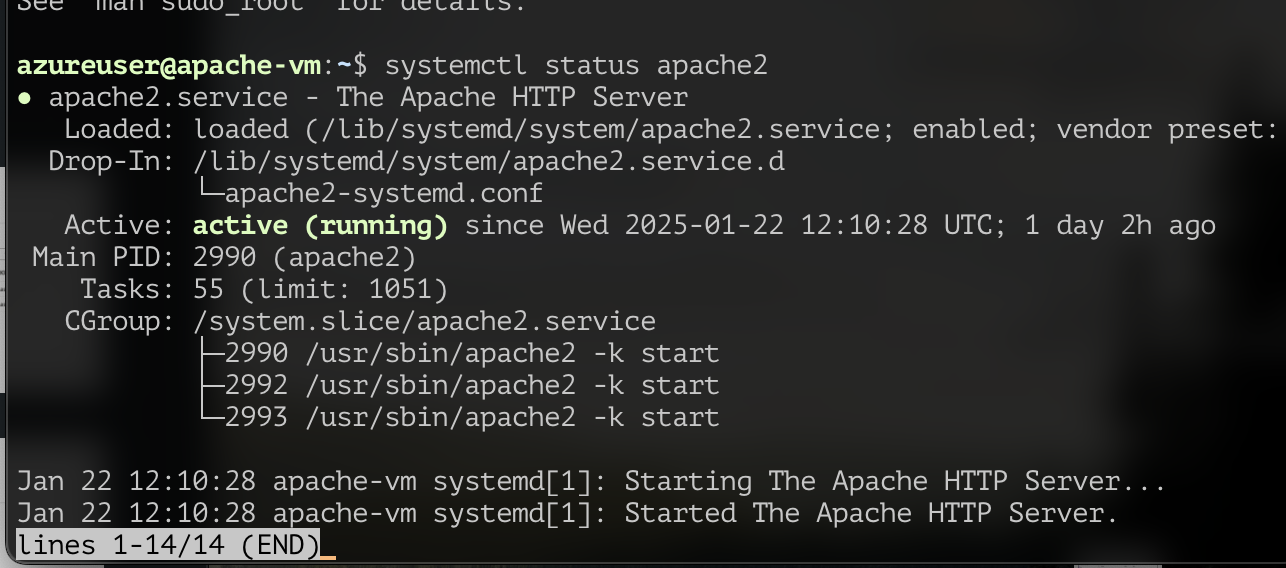 See "man sudo_root" for details.
azureuser@apache-vm:~$ systemctl status apache2
● apache2.service - The Apache HTTP Server
   Loaded: loaded (/lib/systemd/system/apache2.service; enabled; vendor preset:
  Drop-In: /lib/systemd/system/apache2.service.d
           └─apache2-systemd.conf
   Active: active (running) since Wed 2025-01-22 12:10:28 UTC; 1 day 2h ago
 Main PID: 2990 (apache2)
    Tasks: 55 (limit: 1051)
   CGroup: /system.slice/apache2.service
           ├─2990 /usr/sbin/apache2 -k start
           ├─2992 /usr/sbin/apache2 -k start
           └─2993 /usr/sbin/apache2 -k start
Jan 22 12:10:28 apache-vm systemd[1]: Starting The Apache HTTP Server...
Jan 22 12:10:28 apache-vm systemd[1]: Started The Apache HTTP Server.
lines 1-14/14 (END)